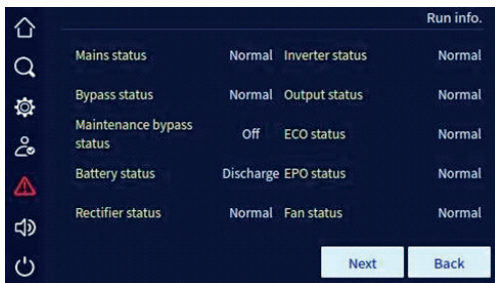 Run info.
Mains status Normal Inverter status Normal
Bypass status Normal Output status Normal
Maintenance bypass
status Off ECO status Normal
Battery status Discharge EPO status Normal
Rectifier status Normal Fan status Normal
Next Back